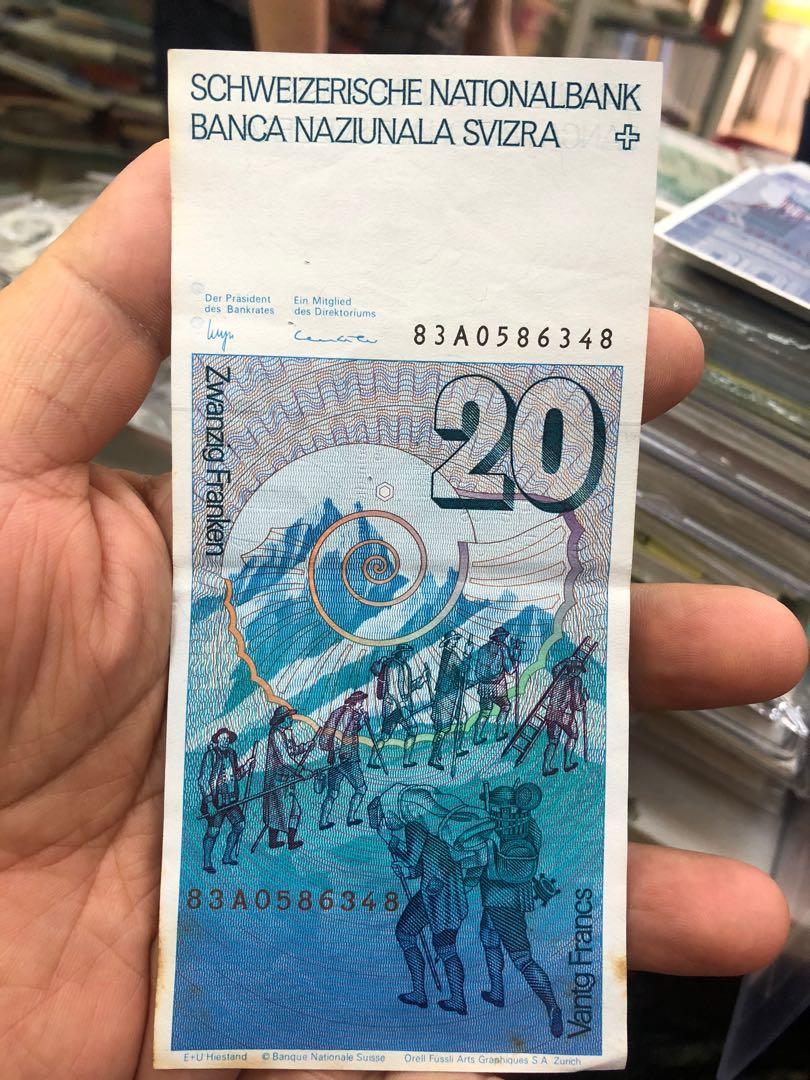 SCHWEIZERISCHE NATIONALBANK
BANCA NAZIUNALA SVIZRA
Der Präsident
des Bankrates
Ein Mitglied
des Direktoriums
83A0586348
20
Zwanzig Franken
83A0586348
Vantg Francs
E+U Hiestand © Banque Nationale Suisse Orell Füssli Arts Graphiques S.A. Zurich